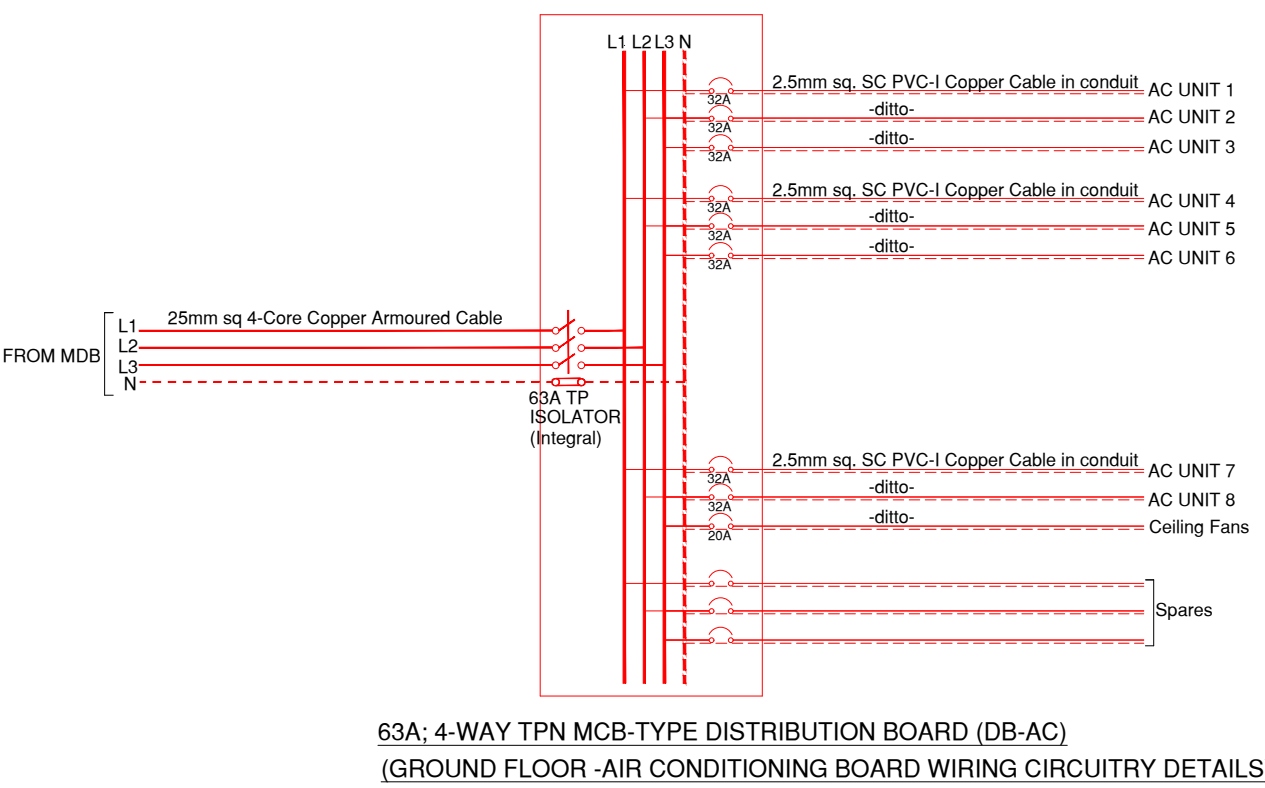 L1 L2 L3 N
2.5mm sq. SC PVC-I Copper Cable in conduit AC UNIT 1
32A
-ditto- AC UNIT 2
32A
-ditto- AC UNIT 3
32A
2.5mm sq. SC PVC-I Copper Cable in conduit AC UNIT 4
32A
-ditto- AC UNIT 5
32A
-ditto- AC UNIT 6
32A
FROM MDB
L1 25mm sq 4-Core Copper Armoured Cable
L2
L3
N
63A TP
ISOLATOR
(Integral)
2.5mm sq. SC PVC-I Copper Cable in conduit AC UNIT 7
32A
-ditto- AC UNIT 8
32A
-ditto- Ceiling Fans
20A
Spares
63A; 4-WAY TPN MCB-TYPE DISTRIBUTION BOARD (DB-AC)
(GROUND FLOOR -AIR CONDITIONING BOARD WIRING CIRCUITRY DETAILS